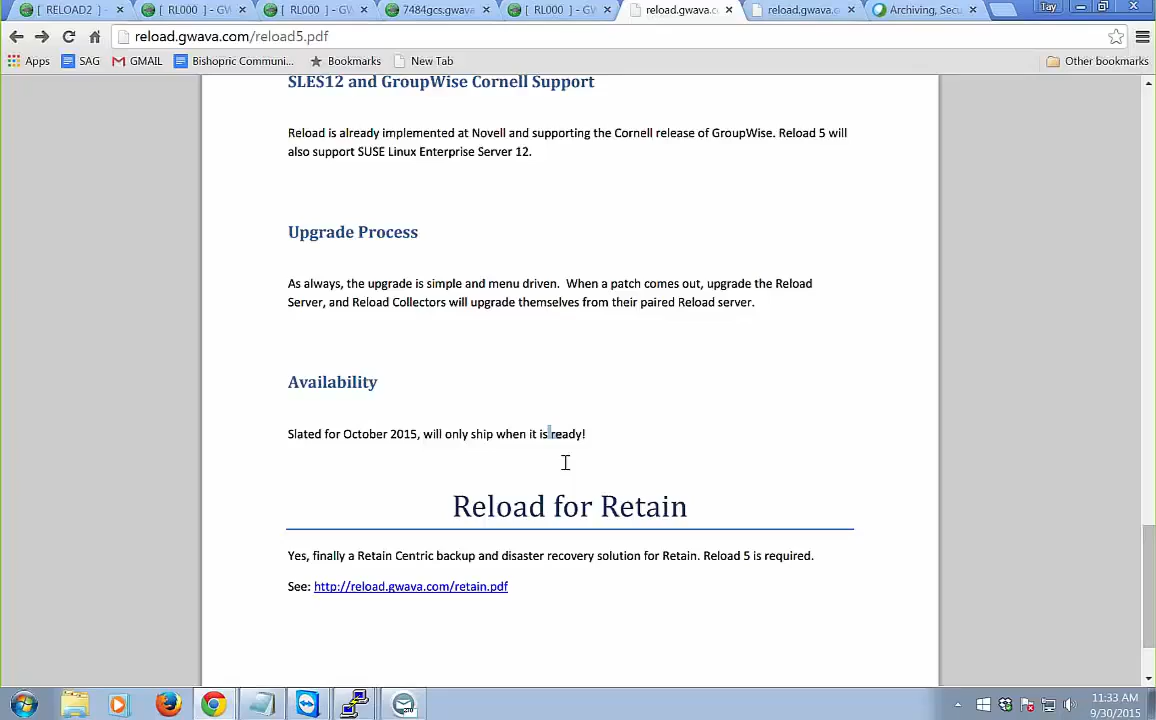 [ RELOAD2 ] -
[ RL000 ] - GW
[ RL000 ] - GW
7484gcs.gwava
[ RL000 ] - GW
reload.gwava.c
reload.gwava.
Archiving, Secu
Tay
reload.gwava.com/reload5.pdf
Apps
SAG
GMAIL
Bishopric Communi...
Bookmarks
New Tab
Other bookmarks
SLES12 and GroupWise Cornell Support
Reload is already implemented at Novell and supporting the Cornell release of GroupWise. Reload 5 will
also support SUSE Linux Enterprise Server 12.
Upgrade Process
As always, the upgrade is simple and menu driven.  When a patch comes out, upgrade the Reload
Server, and Reload Collectors will upgrade themselves from their paired Reload server.
Availability
Slated for October 2015, will only ship when it is ready!
Reload for Retain
Yes, finally a Retain Centric backup and disaster recovery solution for Retain. Reload 5 is required.
See: http://reload.gwava.com/retain.pdf
11:33 AM
9/30/2015